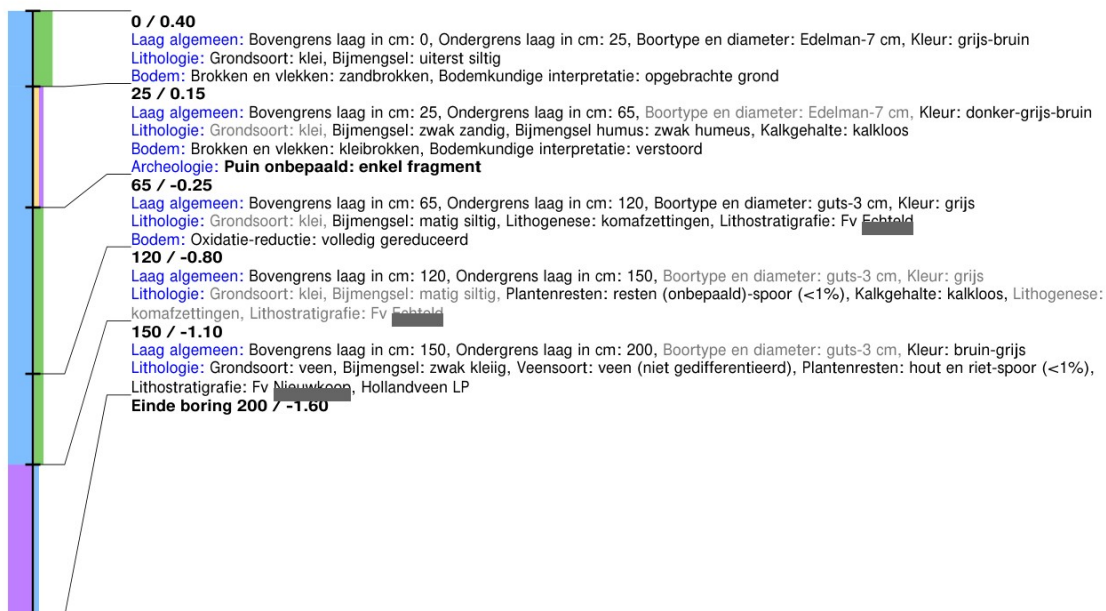 0 / 0.40
Laag algemeen: Bovengrens laag in cm: 0, Ondergrens laag in cm: 25, Boortype en diameter: Edelman-7 cm, Kleur: grijs-bruin
Lithologie: Grondsoort: klei, Bijmengsel: uiterst siltig
Bodem: Brokken en vlekken: zandbrokken, Bodemkundige interpretatie: opgebrachte grond
25 / 0.15
Laag algemeen: Bovengrens laag in cm: 25, Ondergrens laag in cm: 65, Boortype en diameter: Edelman-7 cm, Kleur: donker-grijs-bruin
Lithologie: Grondsoort: klei, Bijmengsel: zwak zandig, Bijmengsel humus: zwak humeus, Kalkgehalte: kalkloos
Bodem: Brokken en vlekken: kleibrokken, Bodemkundige interpretatie: verstoord
Archeologie: Puin onbepaald: enkel fragment
65 / -0.25
Laag algemeen: Bovengrens laag in cm: 65, Ondergrens laag in cm: 120, Boortype en diameter: guts-3 cm, Kleur: grijs
Lithologie: Grondsoort: klei, Bijmengsel: matig siltig, Lithogenese: komafzettingen, Lithostratigrafie: Fv
Bodem: Oxidatie-reductie: volledig gereduceerd
120 / -0.80
Laag algemeen: Bovengrens laag in cm: 120, Ondergrens laag in cm: 150, Boortype en diameter: guts-3 cm, Kleur: grijs
Lithologie: Grondsoort: klei, Bijmengsel: matig siltig, Plantenresten: resten (onbepaald)-spoor (<1%), Kalkgehalte: kalkloos, Lithogenese:
komafzettingen, Lithostratigrafie: Fv
150 / -1.10
Laag algemeen: Bovengrens laag in cm: 150, Ondergrens laag in cm: 200, Boortype en diameter: guts-3 cm, Kleur: bruin-grijs
Lithologie: Grondsoort: veen, Bijmengsel: zwak kleiig, Veensoort: veen (niet gedifferentieerd), Plantenresten: hout en riet-spoor (<1%),
Lithostratigrafie: Fv , Hollandveen LP
Einde boring 200 / -1.60